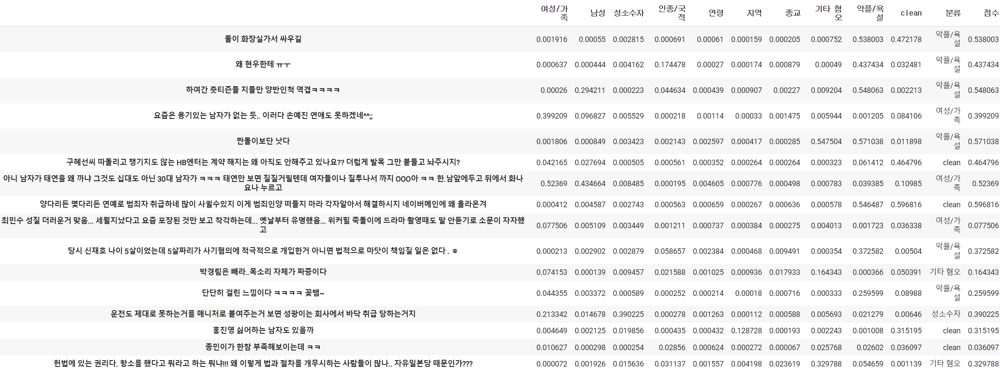 여성/가족 남성 성소수자 인종/국적 연령 지역 종교 기타 혐오 악플/욕설 clean 분류 점수
둘이 화장실가서 싸우길 0.001916 0.00055 0.002815 0.000691 0.00061 0.000159 0.000205 0.000752 0.538003 0.472178 악플/욕설 0.538003
왜 현우한테 ㅠㅜ 0.000637 0.000444 0.004162 0.174478 0.00027 0.000174 0.000879 0.00049 0.437434 0.032481 악플/욕설 0.437434
하여간 죳티즌들 지들만 양반인척 역겹ㅋㅋㅋㅋ 0.00026 0.294211 0.000223 0.044634 0.000439 0.000907 0.00227 0.009204 0.548063 0.002213 악플/욕설 0.548063
요즘은 용기있는 남자가 없는 듯.. 이러다 손예진 연애도 못하겠네^^;; 0.399209 0.096827 0.005529 0.000218 0.00114 0.00033 0.001475 0.005944 0.001205 0.084106 여성/가족 0.399209
짠돌이보단 낫다 0.001806 0.000849 0.003423 0.002143 0.002597 0.000417 0.000285 0.547504 0.571038 0.011898 악플/욕설 0.571038
구혜선씨 따돌리고 챙기지도 않는 HB엔터는 계약 해지는 왜 아직도 안해주고 있나요?? 더럽게 발목 그만 붙들고 놔주시지? 0.042165 0.027694 0.000505 0.000561 0.000352 0.000264 0.000264 0.000323 0.061412 0.464796 clean 0.464796
아니 남자가 태연을 왜 까냐 그것도 십대도 아닌 30대 남자가 ㅋㅋㅋ 태연만 보면 질질거릴텐데 여자들이나 질투나서 까지 OOO아 ㅋㅋ 한.남앞에두고 뒤에서 화나
요나 누르고 0.52369 0.434664 0.008485 0.000195 0.004605 0.000776 0.000498 0.000783 0.039385 0.10985 여성/가족 0.52369
양다리든 몇다리든 연예로 범죄자 취급하네 많이 사귈수있지 이게 범죄인양 떠들지 마라 각자알아서 해결하시지 네이버메인에 왜 올라온겨 0.000412 0.004587 0.002743 0.000563 0.000659 0.000267 0.000636 0.000578 0.546487 0.596816 clean 0.596816
최민수 성질 더러운거 맞음... 세월지났다고 요즘 포장된 것만 보고 착각하는데... 옛날부터 유명했음... 위커힐 죽돌이에 드라마 촬영때도 말 안듣기로 소문이 자자했
고 0.077506 0.005109 0.003449 0.001211 0.000737 0.000384 0.000275 0.004013 0.001723 0.036338 여성/가족 0.077506
당시 신재호 나이 5살이었는데 5살짜리가 사기혐의에 적극적으로 개입한거 아니면 법적으로 마닷이 책임질 일은 없다 . ㅎ 0.000213 0.002902 0.002879 0.058657 0.002384 0.000468 0.009491 0.000354 0.372582 0.00504 악플/욕설 0.372582
박경림은 빼라..목소리 자체가 짜증이다 0.074153 0.000139 0.009457 0.021588 0.001025 0.000936 0.017933 0.164343 0.000366 0.050391 기타 혐오 0.164343
단단히 걸린 느낌이다 ㅋㅋㅋㅋ 꽃뱀~ 0.044355 0.003372 0.000589 0.000252 0.000214 0.00018 0.000716 0.000333 0.259599 0.08988 악플/욕설 0.259599
운전도 제대로 못하는거를 매니저로 붙여주는거 보면 성광이는 회사에서 바닥 취급 당하는거지 0.213342 0.014678 0.390225 0.000278 0.001263 0.000112 0.000588 0.005693 0.021279 0.00646 성소수자 0.390225
홍진영 싫어하는 남자도 있을까 0.004649 0.002125 0.019856 0.000435 0.000432 0.128728 0.000193 0.002243 0.001008 0.315195 clean 0.315195
종민이가 한참 부족해보이는데 ㅋㅋ 0.010627 0.000298 0.000254 0.02856 0.000624 0.000272 0.000067 0.025768 0.02602 0.036097 clean 0.036097
헌법에 있는 권리다. 항소를 했다고 뭐라고 하는 뭐냐!!! 왜 이렇게 법과 절차를 개무시하는 사람들이 많나.. 자유일본당 때문인가??? 0.000072 0.001926 0.015636 0.031137 0.001557 0.004198 0.023619 0.329788 0.054659 0.001139 기타 혐오 0.329788